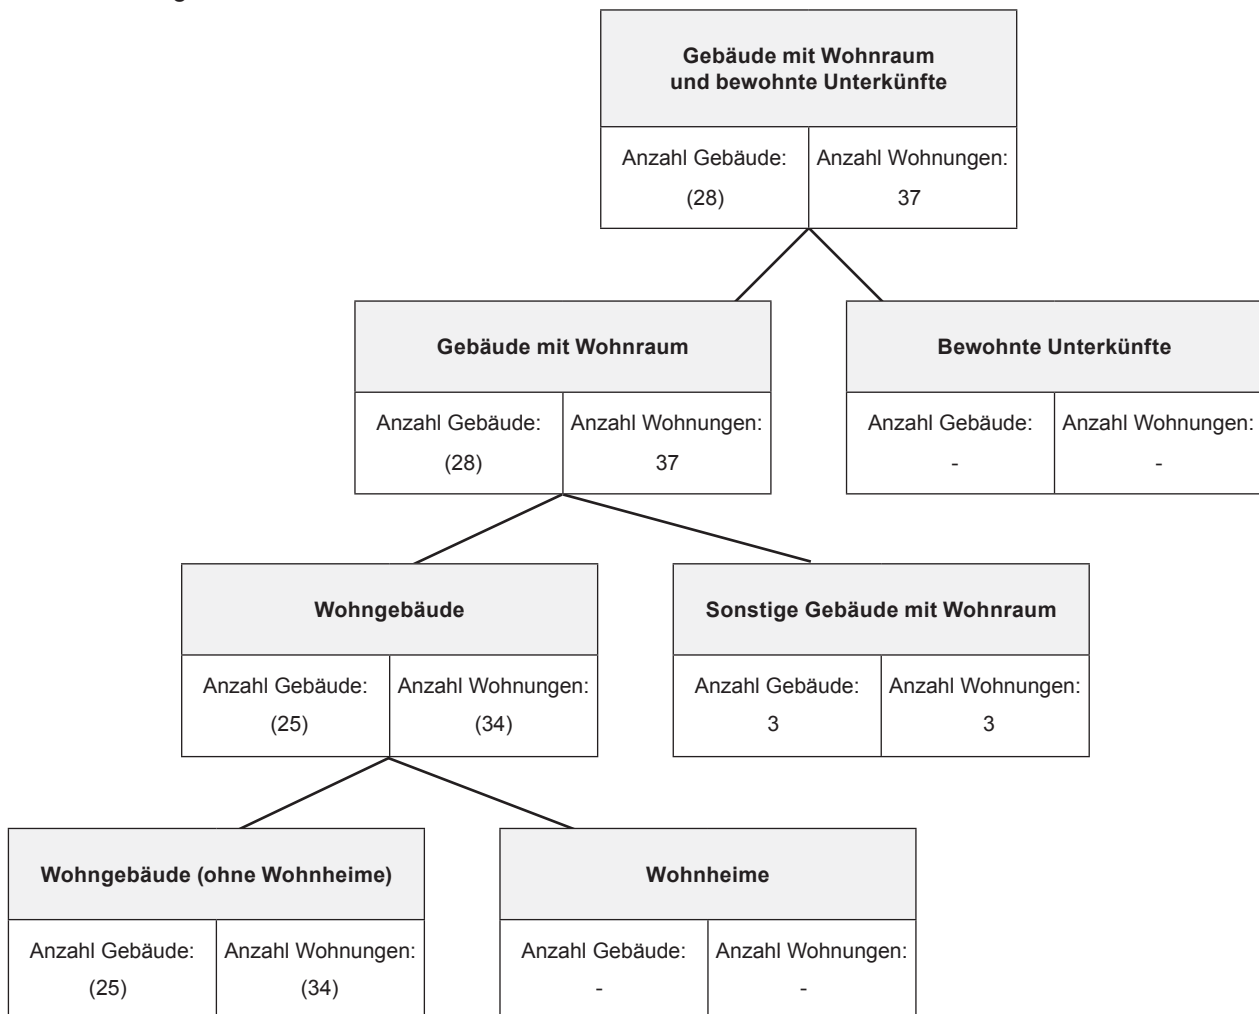 Gebäude mit Wohnraum
und bewohnte Unterkünfte
Anzahl Gebäude:
(28)
Anzahl Wohnungen:
37
Gebäude mit Wohnraum
Anzahl Gebäude:
(28)
Anzahl Wohnungen:
37
Bewohnte Unterkünfte
Anzahl Gebäude:
-
Anzahl Wohnungen:
-
Wohngebäude
Anzahl Gebäude:
(25)
Anzahl Wohnungen:
(34)
Sonstige Gebäude mit Wohnraum
Anzahl Gebäude:
3
Anzahl Wohnungen:
3
Wohngebäude (ohne Wohnheime)
Anzahl Gebäude:
(25)
Anzahl Wohnungen:
(34)
Wohnheime
Anzahl Gebäude:
-
Anzahl Wohnungen:
-